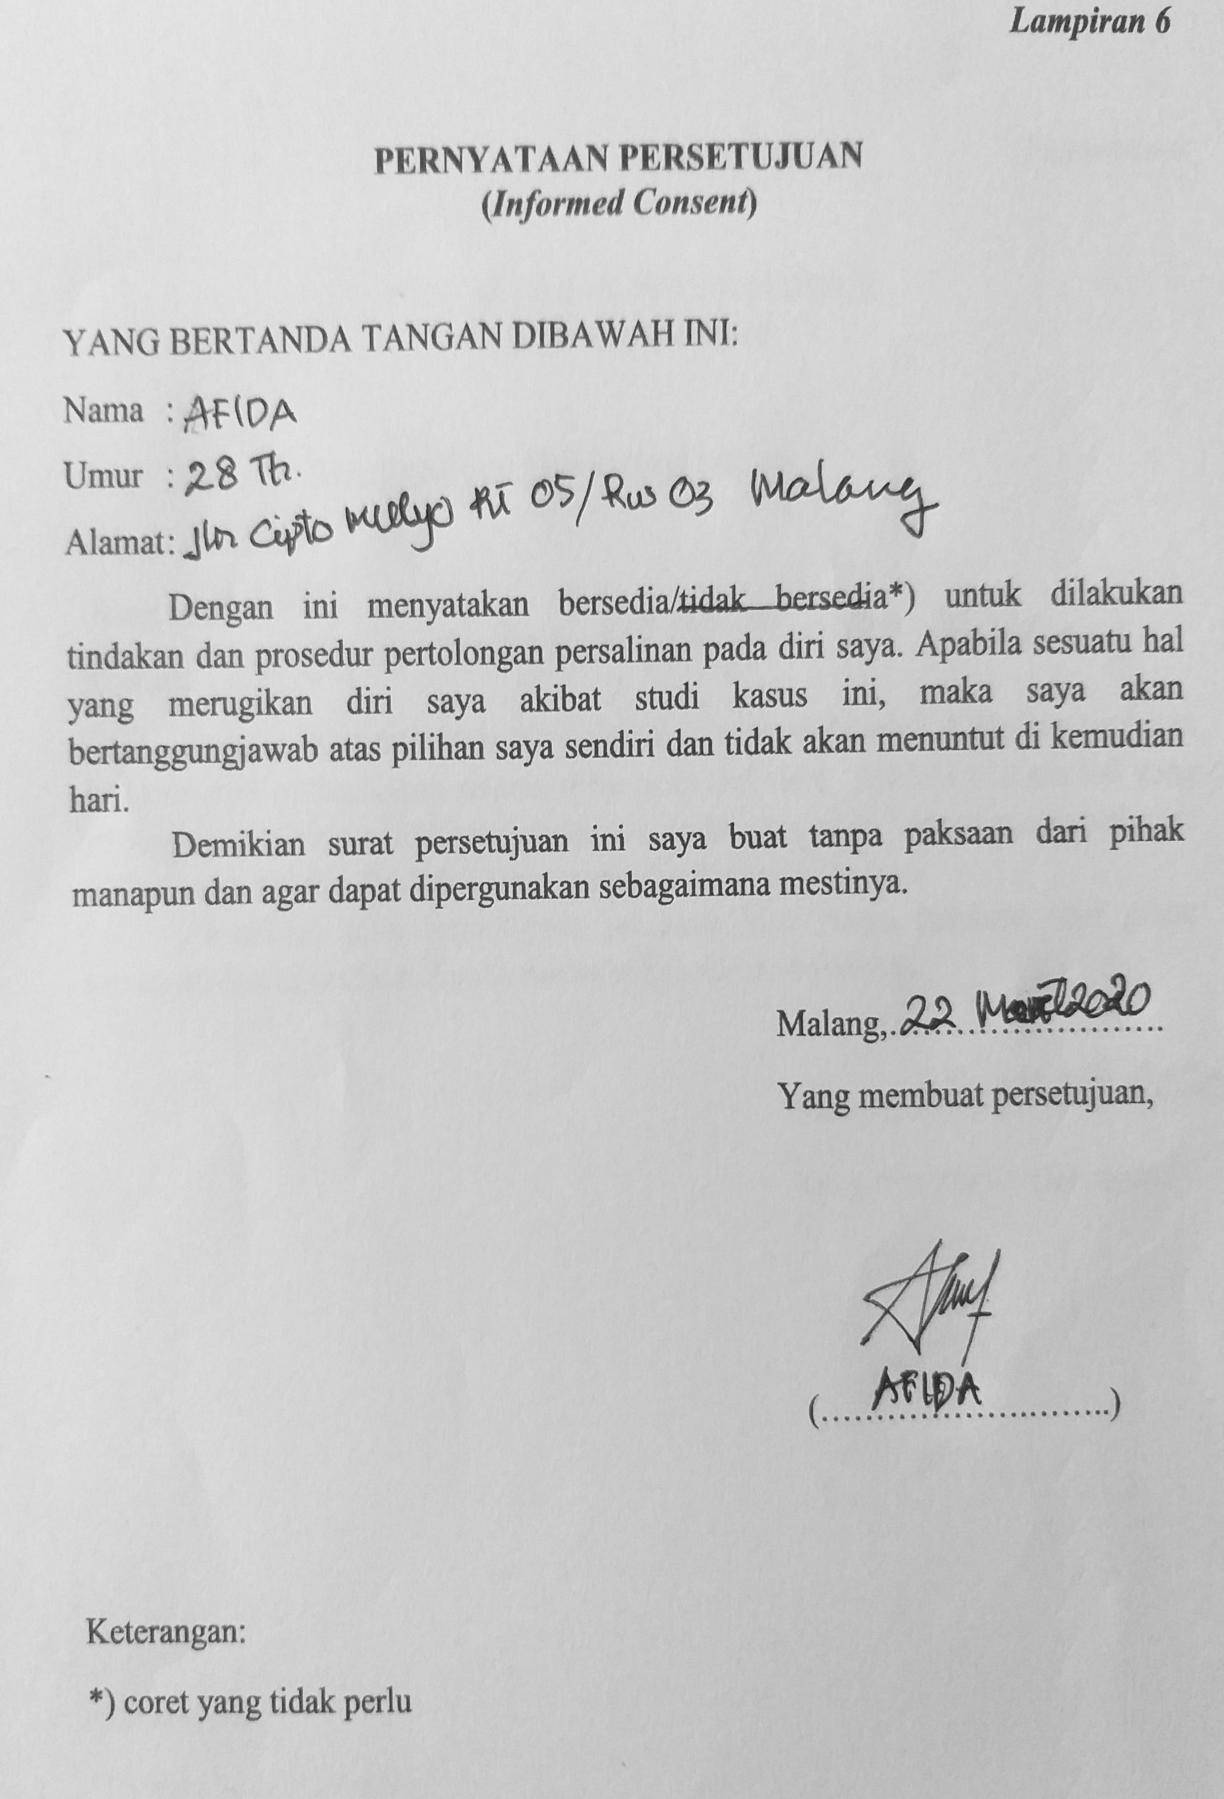 Lampiran 6
PERNYATAAN PERSETUJUAN
(Informed Consent)
YANG BERTANDA TANGAN DIBAWAH INI:
Nama : AFIDA
Umur : 28 Th.
Alamat: Jln Cipto Mulyo RT 05/Rw 03 Malang
Dengan ini menyatakan bersedia/tidak bersedia*) untuk dilakukan
tindakan dan prosedur pertolongan persalinan pada diri saya. Apabila sesuatu hal
yang merugikan diri saya akibat studi kasus ini, maka saya akan
bertanggungjawab atas pilihan saya sendiri dan tidak akan menuntut di kemudian
hari.
Demikian surat persetujuan ini saya buat tanpa paksaan dari pihak
manapun dan agar dapat dipergunakan sebagaimana mestinya.
Malang, 22 2020
Yang membuat persetujuan,
(AFIDA)
Keterangan:
*) coret yang tidak perlu